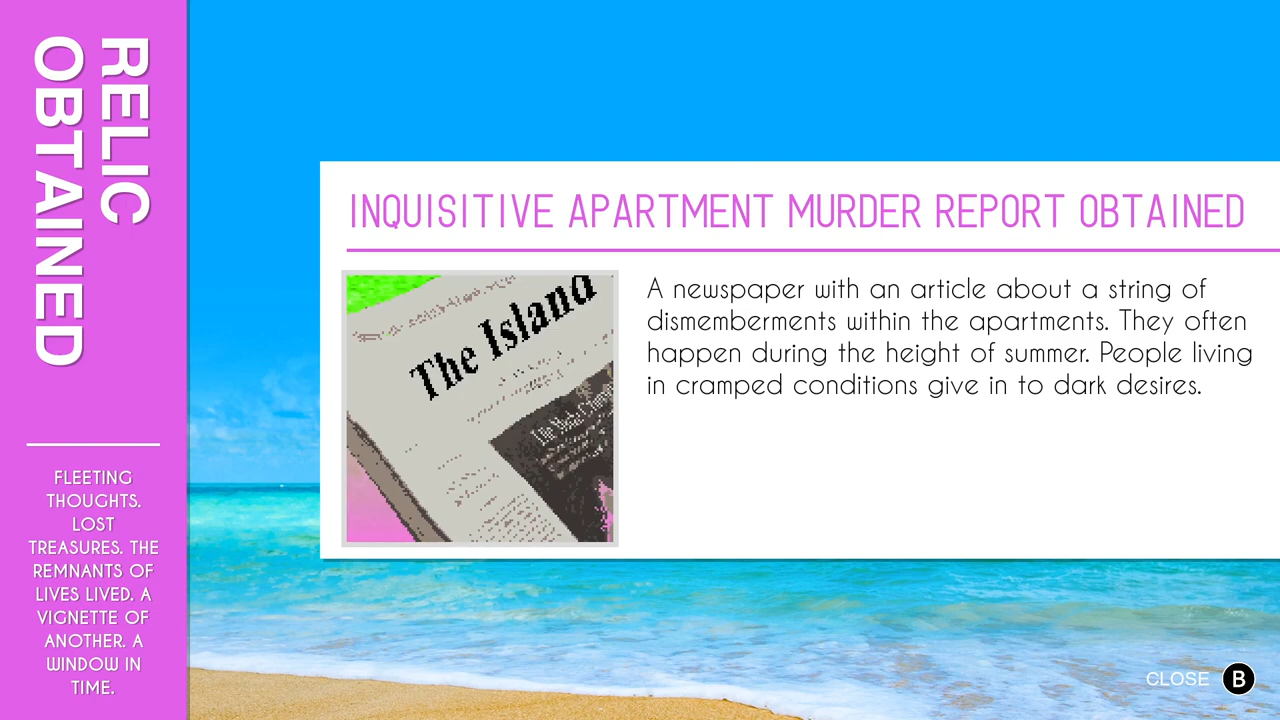 RELIC
OBTAINED
FLEETING
THOUGHTS.
LOST
TREASURES. THE
REMNANTS OF
LIVES LIVED. A
VIGNETTE OF
ANOTHER. A
WINDOW IN
TIME.
INQUISITIVE APARTMENT MURDER REPORT OBTAINED
The Island
A newspaper with an article about a string of
dismemberments within the apartments. They often
happen during the height of summer. People living
in cramped conditions give in to dark desires.
CLOSE B